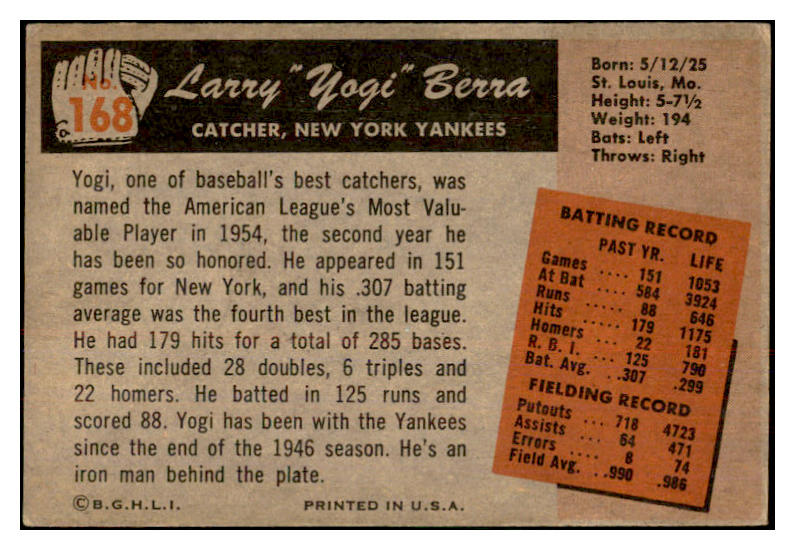 No.
168
Larry "Yogi" Berra
CATCHER, NEW YORK YANKEES
Born: 5/12/25
St. Louis, Mo.
Height: 5-7½
Weight: 194
Bats: Left
Throws: Right
Yogi, one of baseball's best catchers, was
named the American League's Most Valu-
able Player in 1954, the second year he
has been so honored. He appeared in 151
games for New York, and his .307 batting
average was the fourth best in the league.
He had 179 hits for a total of 285 bases.
These included 28 doubles, 6 triples and
22 homers. He batted in 125 runs and
scored 88. Yogi has been with the Yankees
since the end of the 1946 season. He's an
iron man behind the plate.
BATTING RECORD
PAST YR. LIFE
Games .... 151 1053
At Bat .... 584 3924
Runs .... 88 646
Hits .... 179 1175
Homers ... 22 181
R. B. I. ... 125 790
Bat. Avg. ...307 .299
FIELDING RECORD
Putouts ... 718 4723
Assists ... 64 471
Errors ... 8 74
Field Avg. ...990 .986
©B.G.H.L.I. PRINTED IN U.S.A.